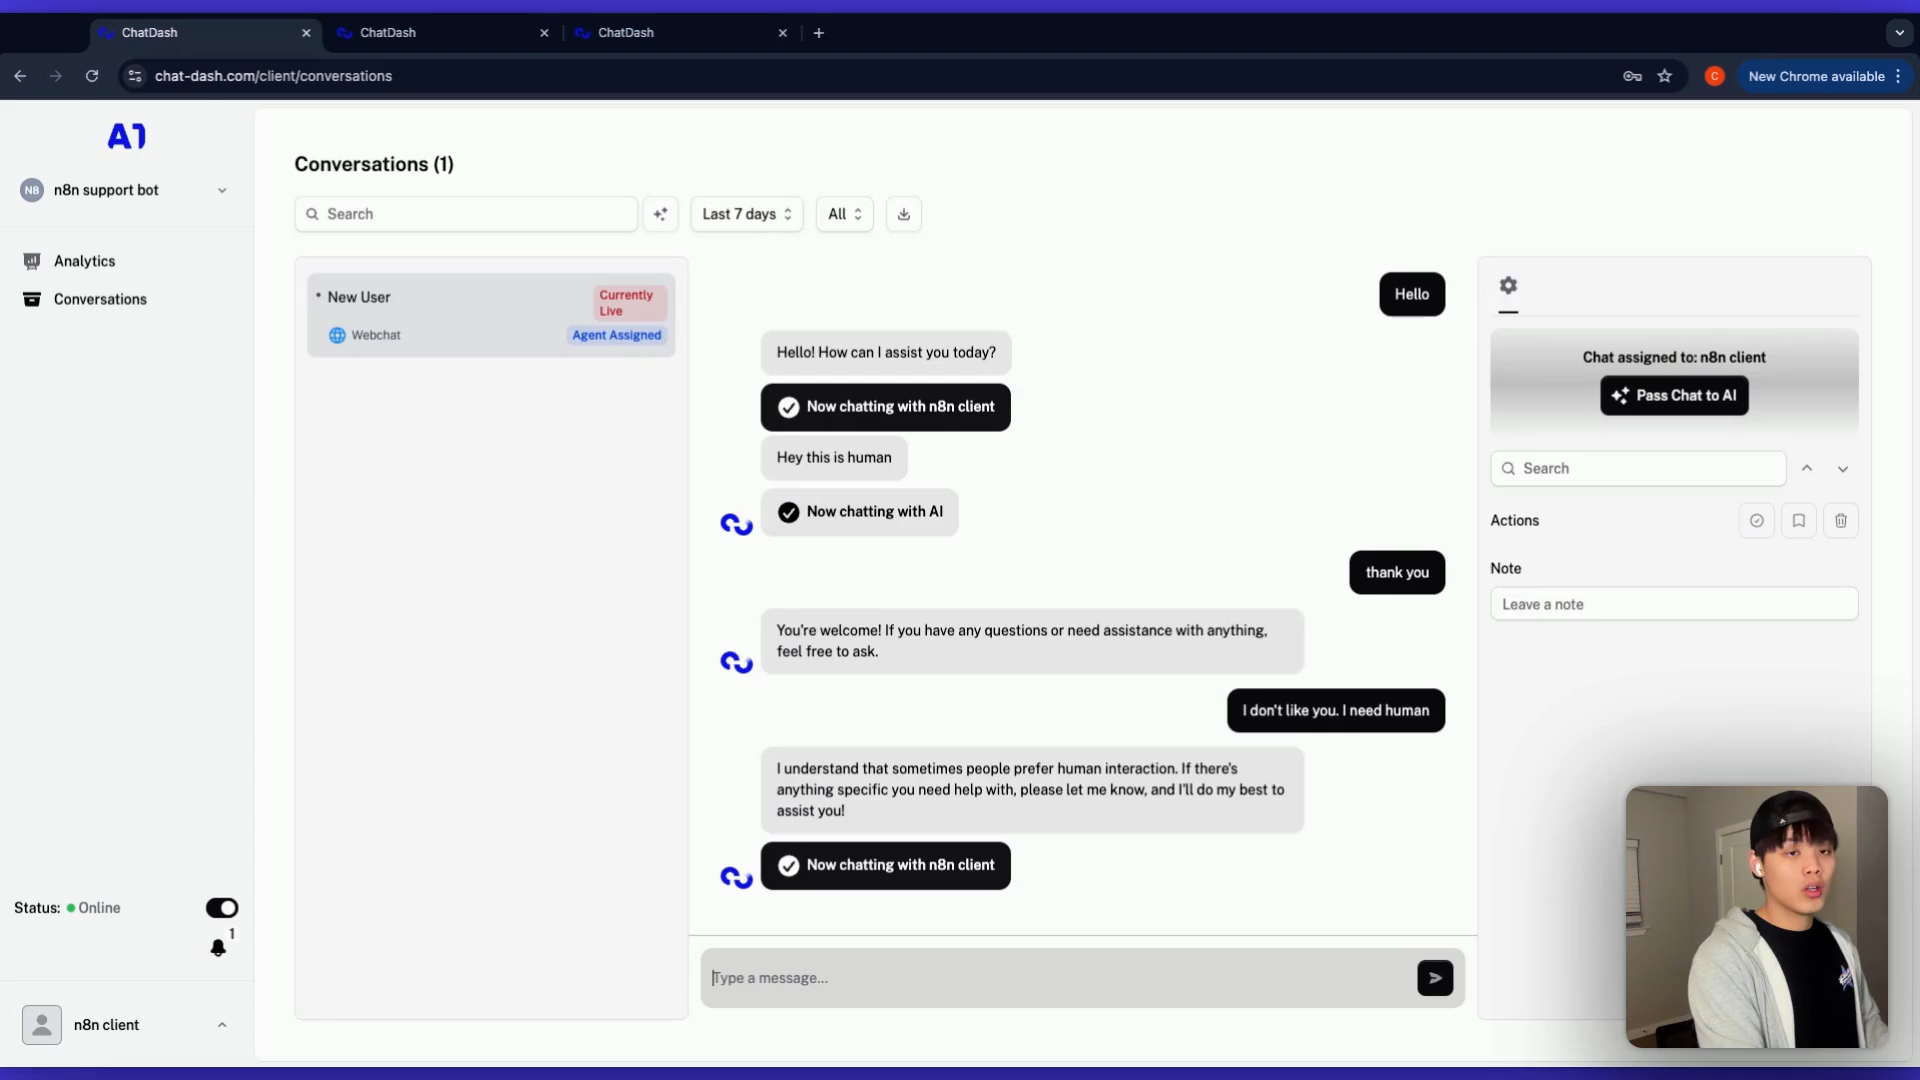 ChatDash
ChatDash
ChatDash
chat-dash.com/client/conversations
C
New Chrome available
A1
N8
n8n support bot
Analytics
Conversations
Status:
Online
1
n8n client
Conversations (1)
Search
Last 7 days
All
New User
Currently
Live
Webchat
Agent Assigned
Hello
Hello! How can I assist you today?
Now chatting with n8n client
Hey this is human
Now chatting with AI
thank you
You're welcome! If you have any questions or need assistance with anything,
feel free to ask.
I don't like you. I need human
I understand that sometimes people prefer human interaction. If there's
anything specific you need help with, please let me know, and I'll do my best to
assist you!
Now chatting with n8n client
Type a message...
Chat assigned to: n8n client
Pass Chat to AI
Search
Actions
Note
Leave a note